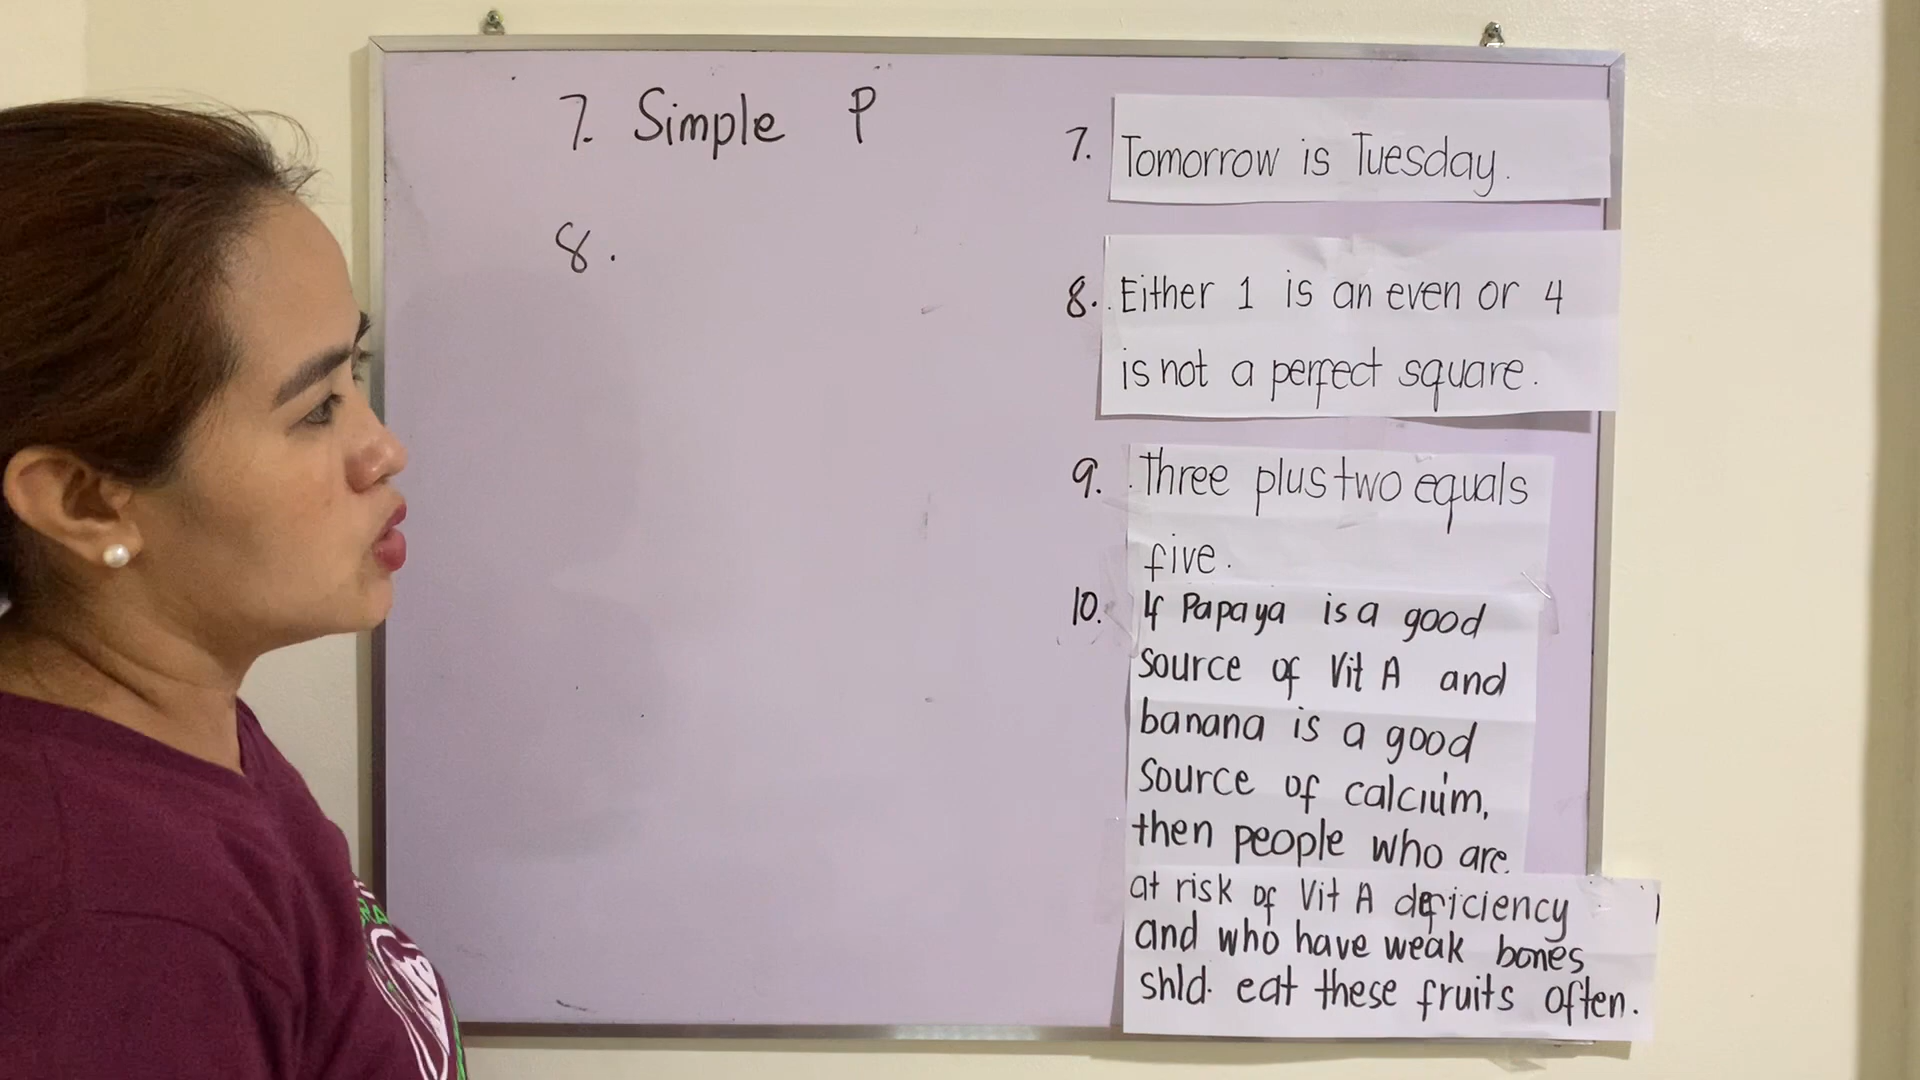 7. Simple P
8.
7. Tomorrow is Tuesday.
8. Either 1 is an even or 4
is not a perfect square.
9. Three plus two equals
five.
10. If Papaya is a good
source of Vit A and
banana is a good
source of calcium,
then people who are
at risk of Vit A deficiency
and who have weak bones
shld. eat these fruits often.